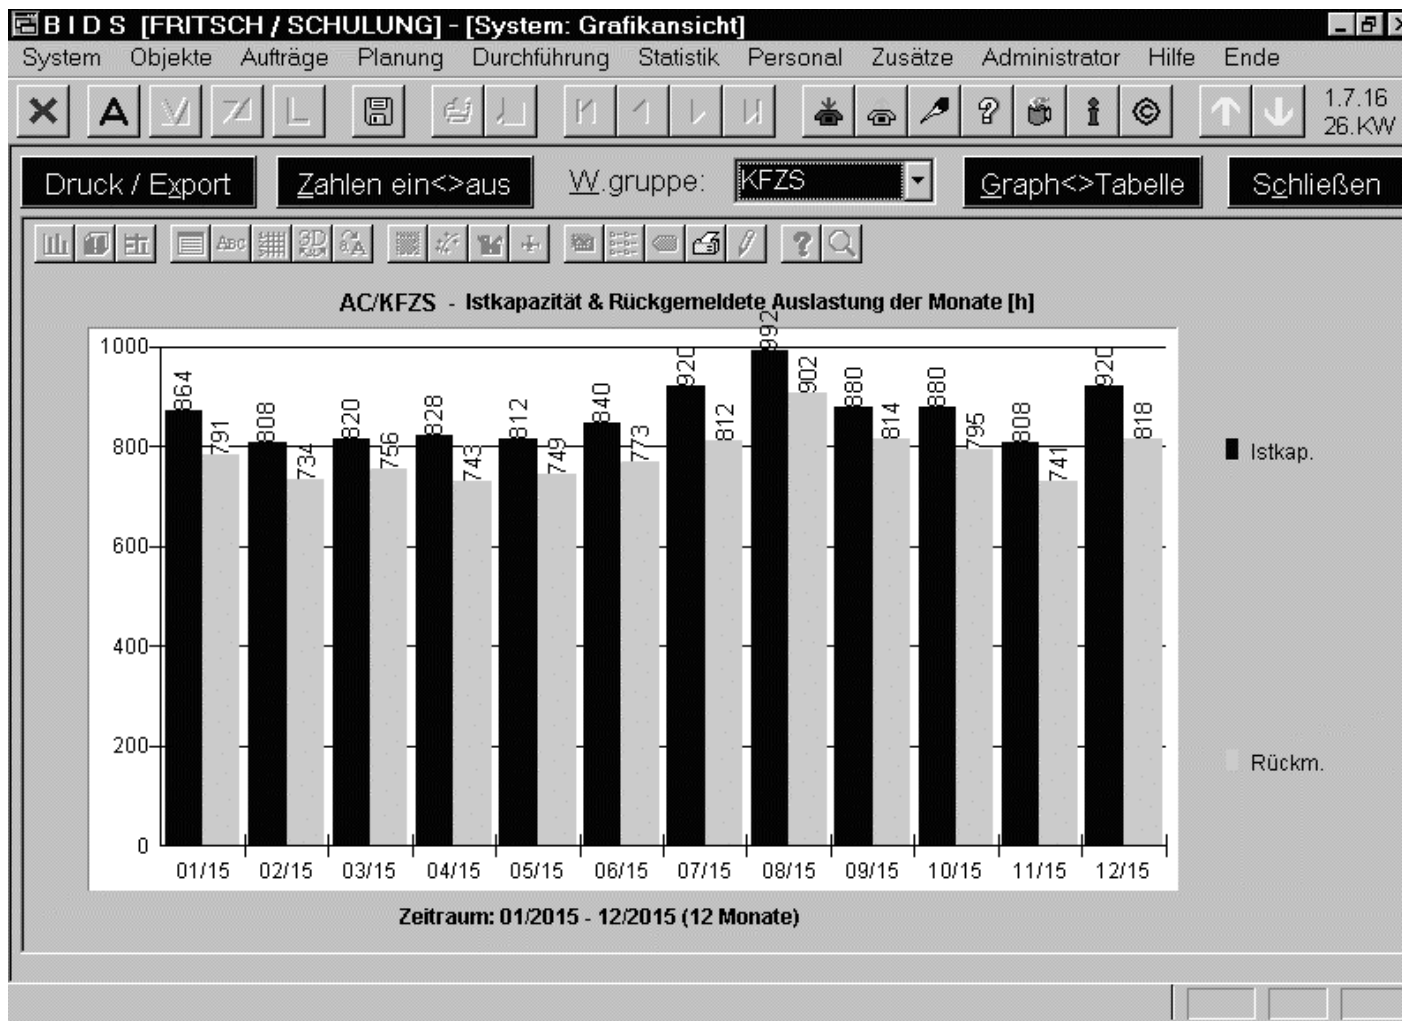 B I D S [FRITSCH / SCHULUNG] - [System: Grafikansicht]
System Objekte Aufträge Planung Durchführung Statistik Personal Zusätze Administrator Hilfe Ende
1.7.16
26.KW
Druck / Export Zahlen ein<>aus W.gruppe: KFZS Graph<>Tabelle Schließen
AC/KFZS - Istkapazität & Rückgemeldete Auslastung der Monate [h]
1000
800
600
400
200
0
864 791 808 734 820 756 828 743 812 749 840 773 920 812 992 902 880 814 880 795 808 741 920 818
01/15 02/15 03/15 04/15 05/15 06/15 07/15 08/15 09/15 10/15 11/15 12/15
Istkap.
Rückm.
Zeitraum: 01/2015 - 12/2015 (12 Monate)